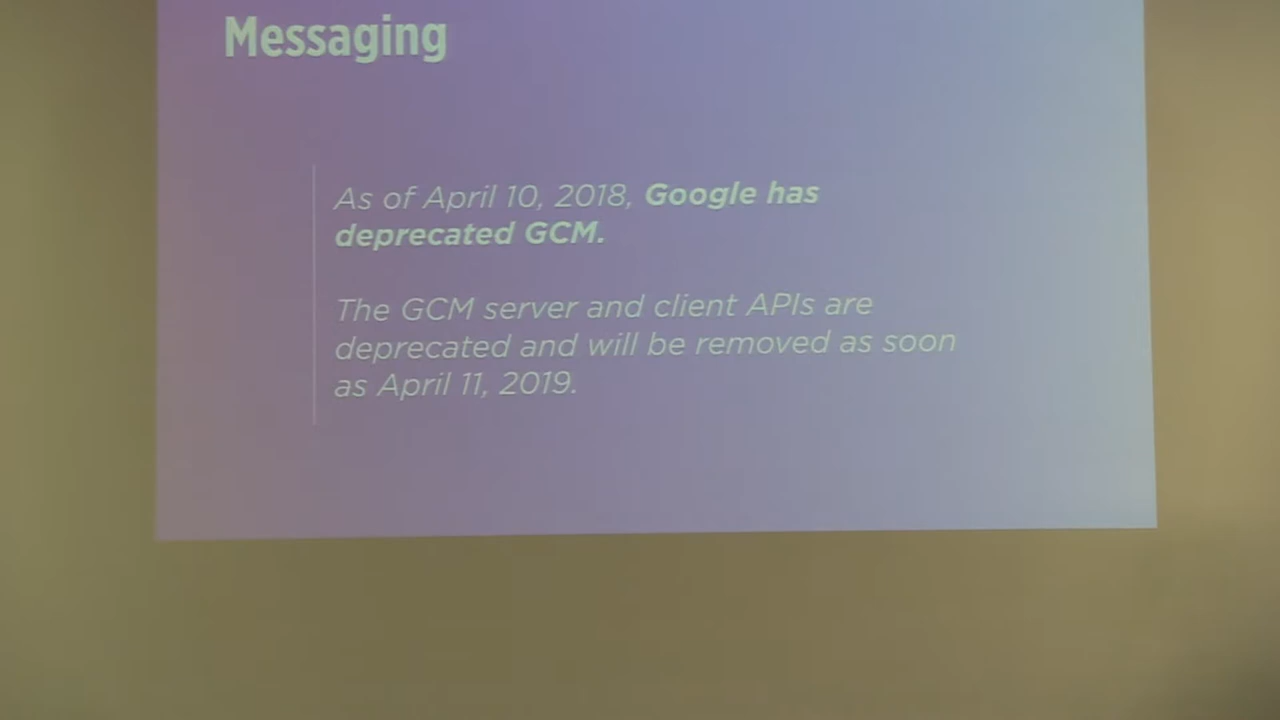 Messaging
As of April 10, 2018, Google has
deprecated GCM.
The GCM server and client APIs are
deprecated and will be removed as soon
as April 11, 2019.